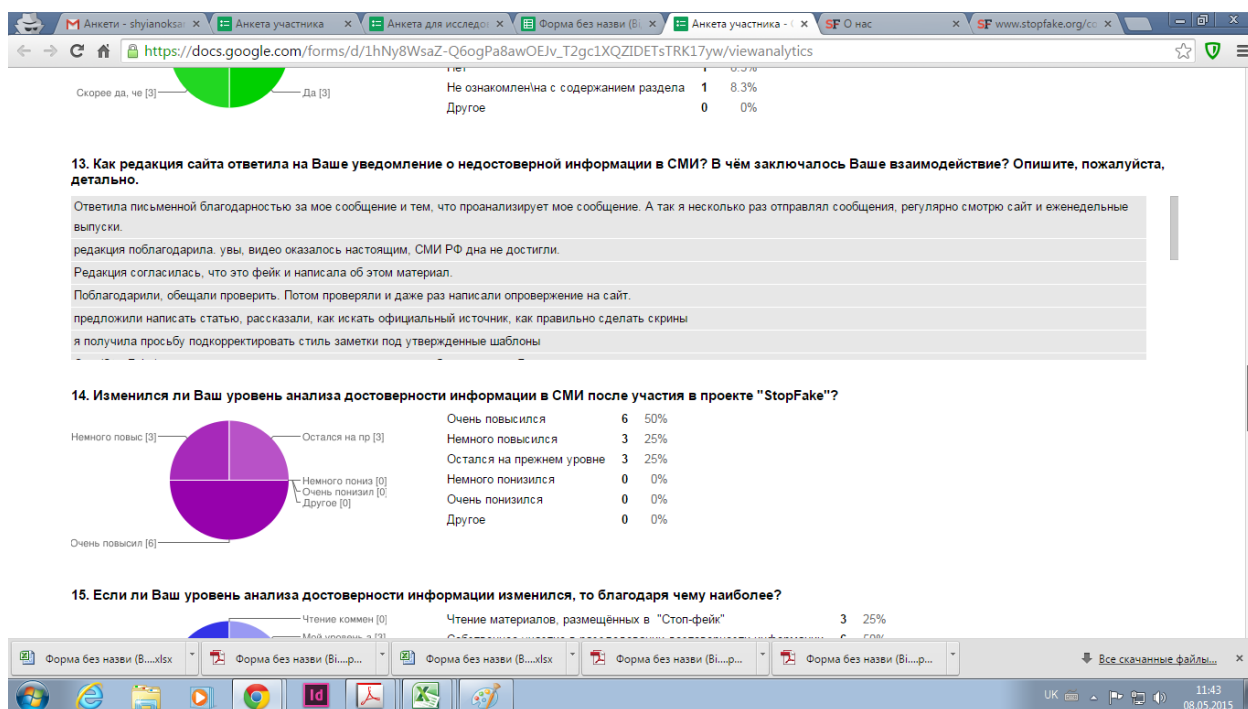 Анкети - shyianoksa
Анкета участника
Анкета для исследо
Форма без назви (Ві
Анкета участника - 
SF О нас
SF www.stopfake.org/co
https://docs.google.com/forms/d/1hNy8WsaZ-Q6ogPa8awOEJv_T2gc1XQZlDETsTRK17yw/viewanalytics
Нет 1 8.3%
Скорее да, че [3]
Да [3]
Не ознакомлен\на с содержанием раздела 1 8.3%
Другое 0 0%
13. Как редакция сайта ответила на Ваше уведомление о недостоверной информации в СМИ? В чём заключалось Ваше взаимодействие? Опишите, пожалуйста,
детально.
Ответила письменной благодарностью за мое сообщение и тем, что проанализирует мое сообщение. А так я несколько раз отправлял сообщения, регулярно смотрю сайт и еженедельные
выпуски.
редакция поблагодарила. увы, видео оказалось настоящим, СМИ РФ дна не достигли.
Редакция согласилась, что это фейк и написала об этом материал.
Поблагодарили, обещали проверить. Потом проверяли и даже раз написали опровержение на сайт.
предложили написать статью, рассказали, как искать официальный источник, как правильно сделать скрины
я получила просьбу подкорректировать стиль заметки под утвержденные шаблоны
14. Изменился ли Ваш уровень анализа достоверности информации в СМИ после участия в проекте "StopFake"?
Немного повыс [3]
Остался на пр [3]
Немного пониз [0]
Очень понизил [0]
Другое [0]
Очень повысил [6]
Очень повысился 6 50%
Немного повысился 3 25%
Остался на прежнем уровне 3 25%
Немного понизился 0 0%
Очень понизился 0 0%
Другое 0 0%
15. Если ли Ваш уровень анализа достоверности информации изменился, то благодаря чему наиболее?
Чтение коммен [0]
Чтение материалов, размещённых в "Стоп-фейк" 3 25%
Форма без назви (В....xlsx
Форма без назви (Ві....р...
Форма без назви (В....xlsx
Форма без назви (Ві....р...
Форма без назви (Ві....р...
Все скачанные файлы...
Id
UK
11:43
08.05.2015